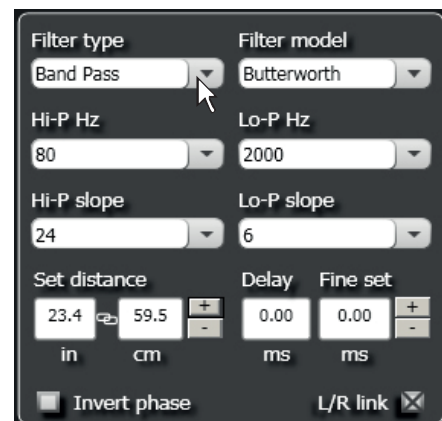 Filter type Filter model
Band Pass Butterworth
Hi-P Hz Lo-P Hz
80 2000
Hi-P slope Lo-P slope
24 6
Set distance Delay Fine set
23.4 59.5 + - 0.00 0.00 + -
in cm ms ms
Invert phase L/R link